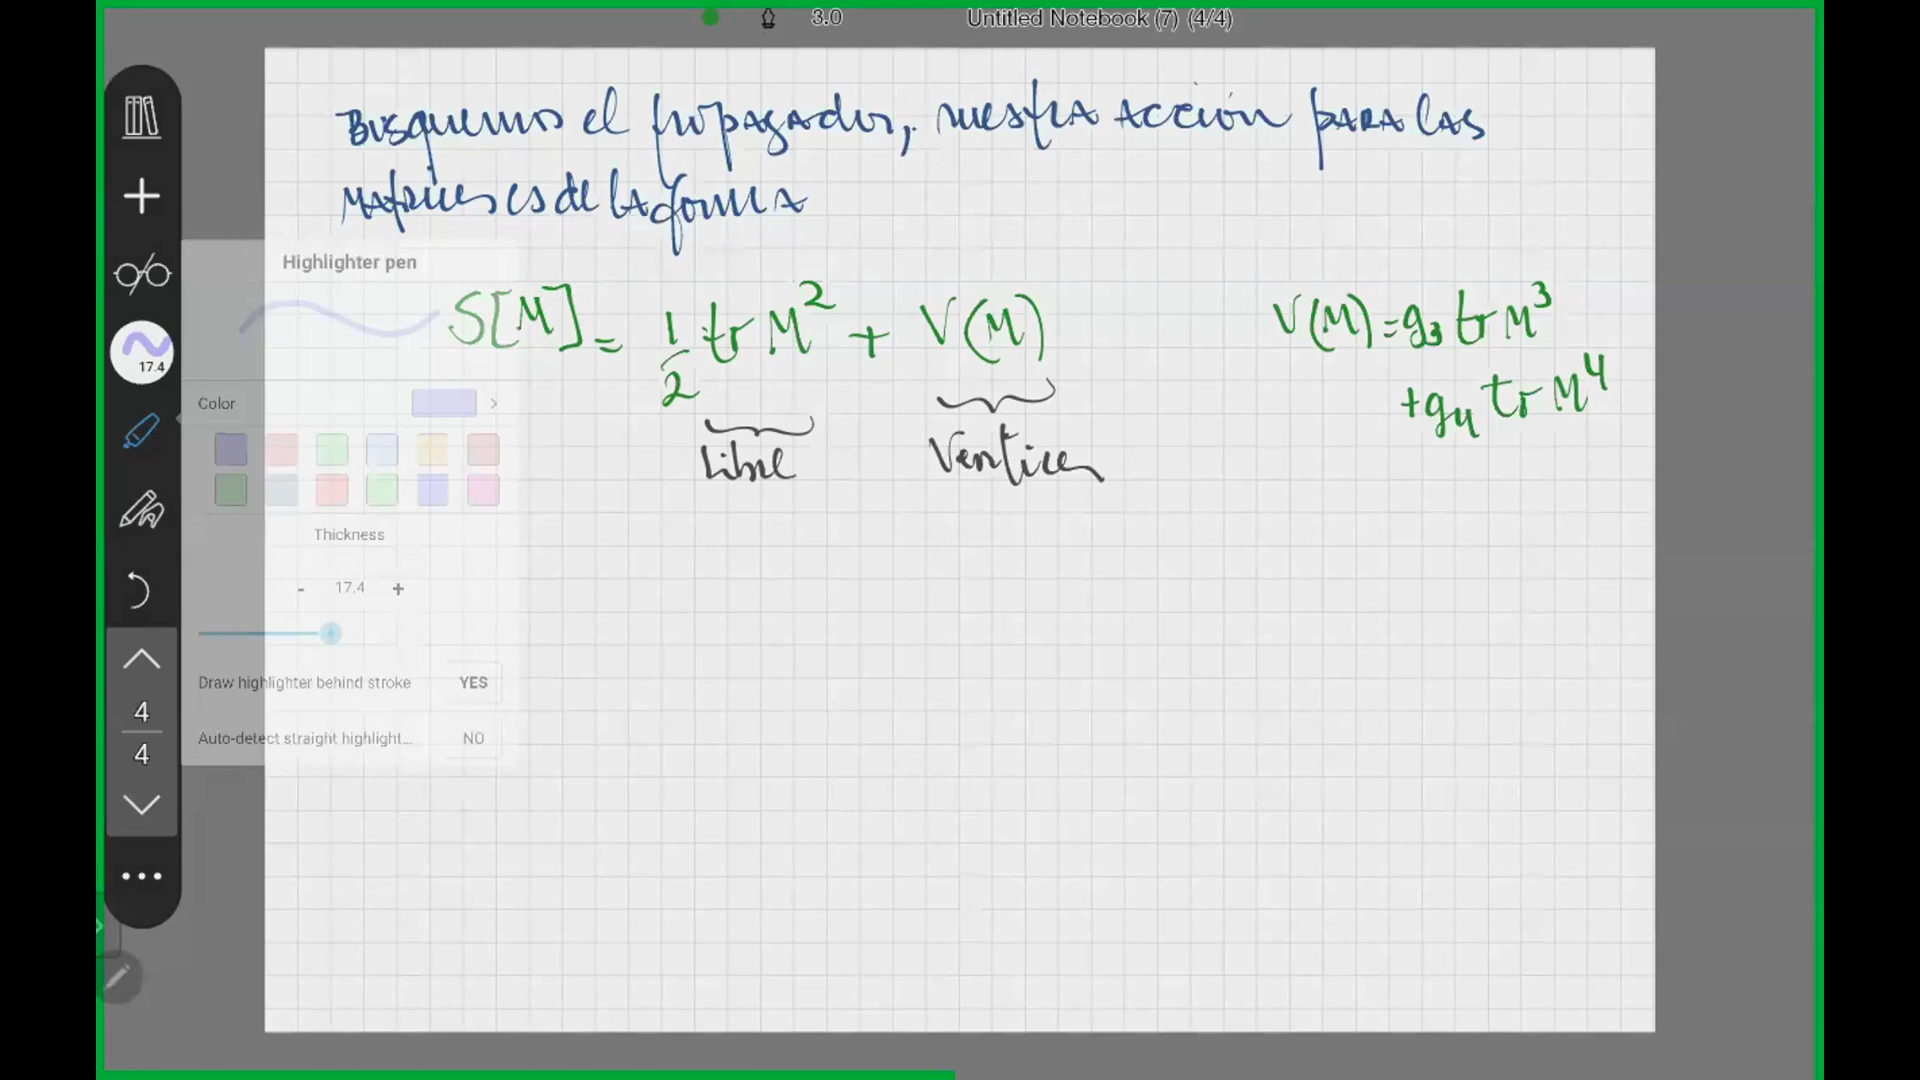 3.0 Untitled Notebook (7) (4/4)
Busquemos el propagador, nuestra acción para las
matrices es de la forma
Highlighter pen
S[M] = 1/2 tr M² + V(M)
V(M) = g₃ tr M³
+ g₄ tr M⁴
Libre
Vertices
17.4
Color
Thickness
- 17.4 +
Draw highlighter behind stroke YES
Auto-detect straight highlight... NO
4
4